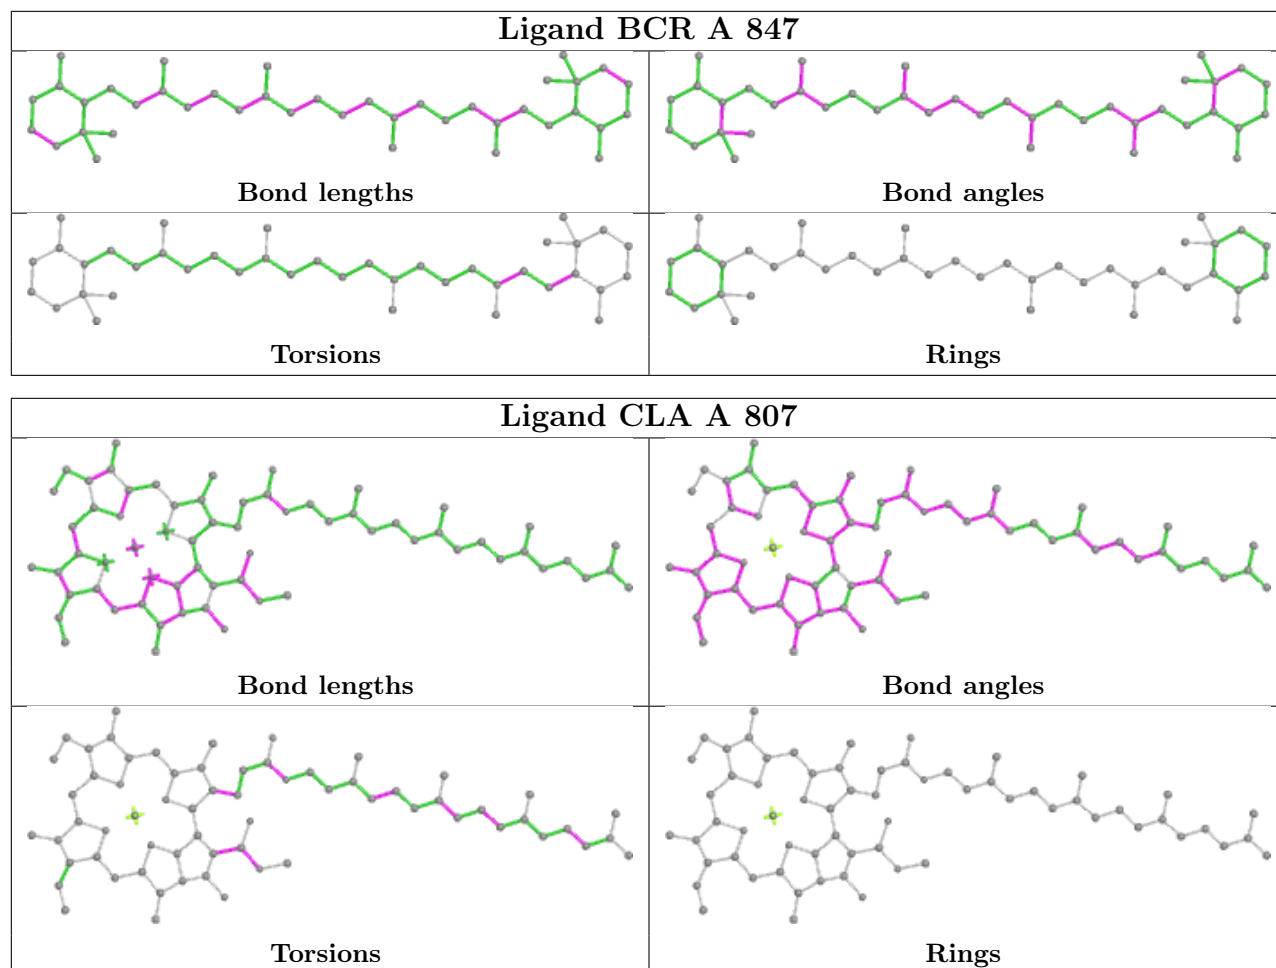 Ligand BCR A 847
Bond lengths
Bond angles
Torsions
Rings
Ligand CLA A 807
Bond lengths
Bond angles
Torsions
Rings